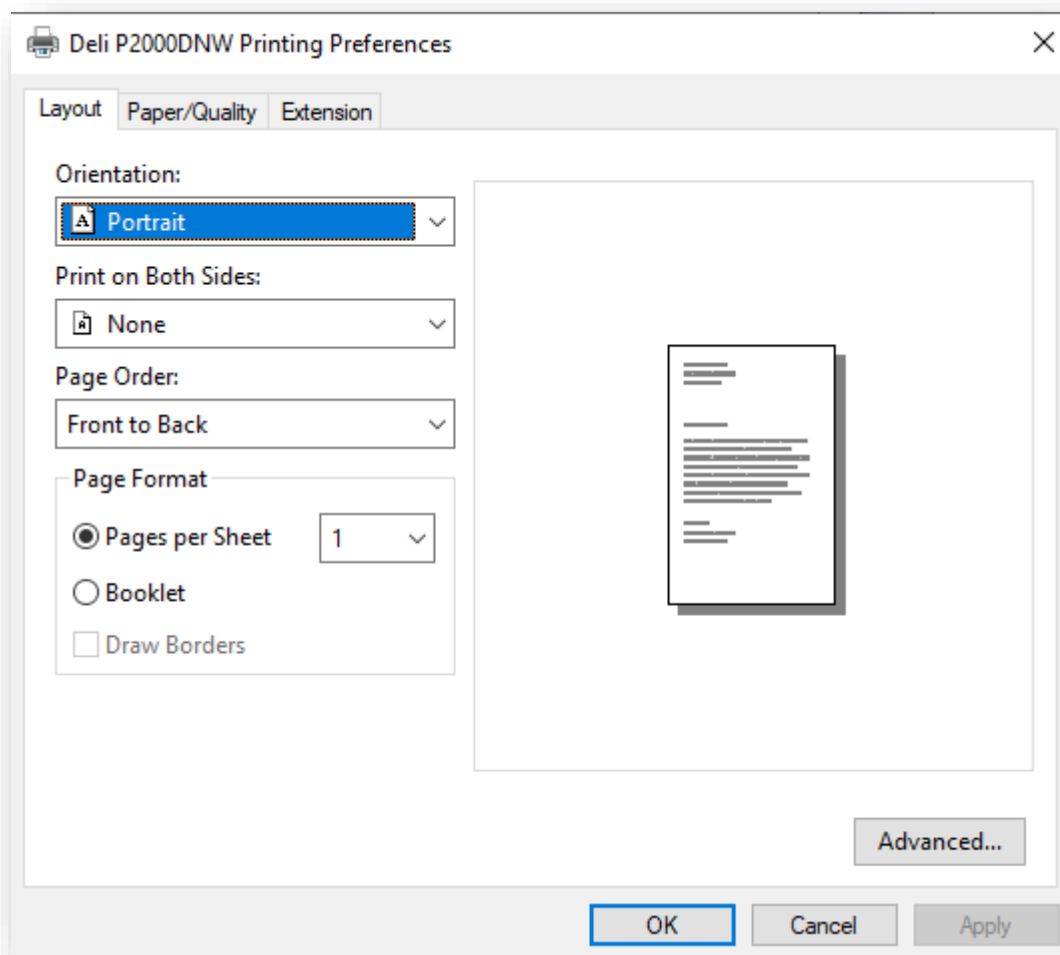 Deli P2000DNW Printing Preferences
Layout
Paper/Quality
Extension
Orientation:
A Portrait
Print on Both Sides:
A None
Page Order:
Front to Back
Page Format
Pages per Sheet 1
Booklet
Draw Borders
Advanced...
OK
Cancel
Apply